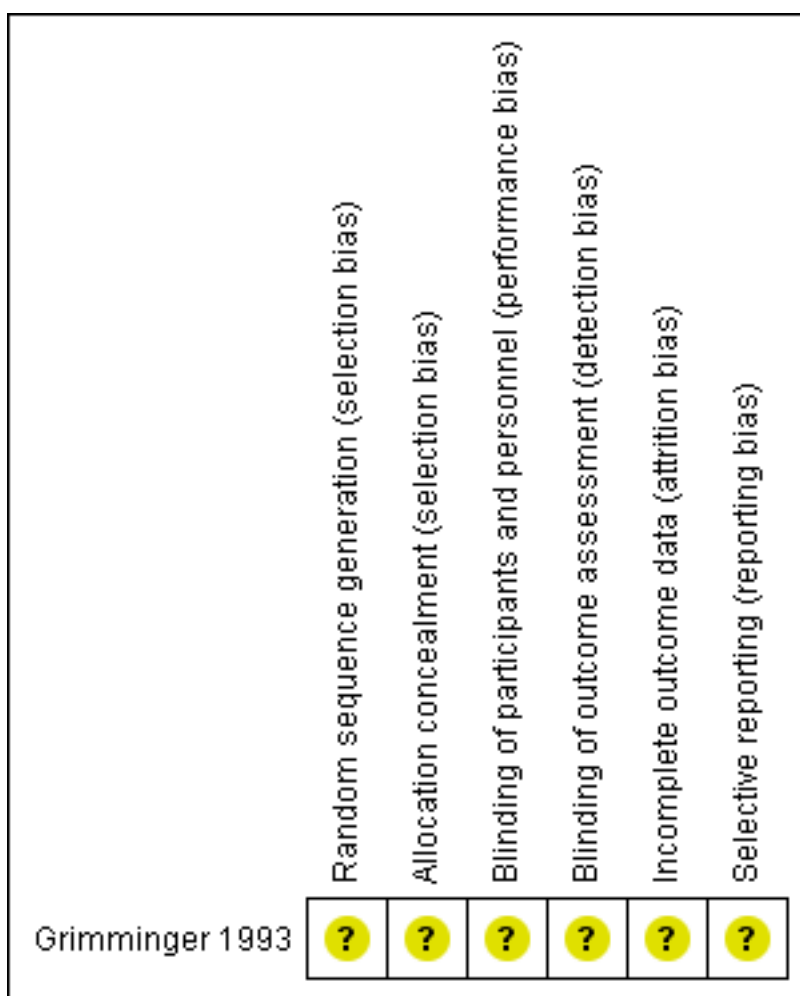 Random sequence generation (selection bias)
Allocation concealment (selection bias)
Blinding of participants and personnel (performance bias)
Blinding of outcome assessment (detection bias)
Incomplete outcome data (attrition bias)
Selective reporting (reporting bias)
Grimminger 1993 ? ? ? ? ? ?